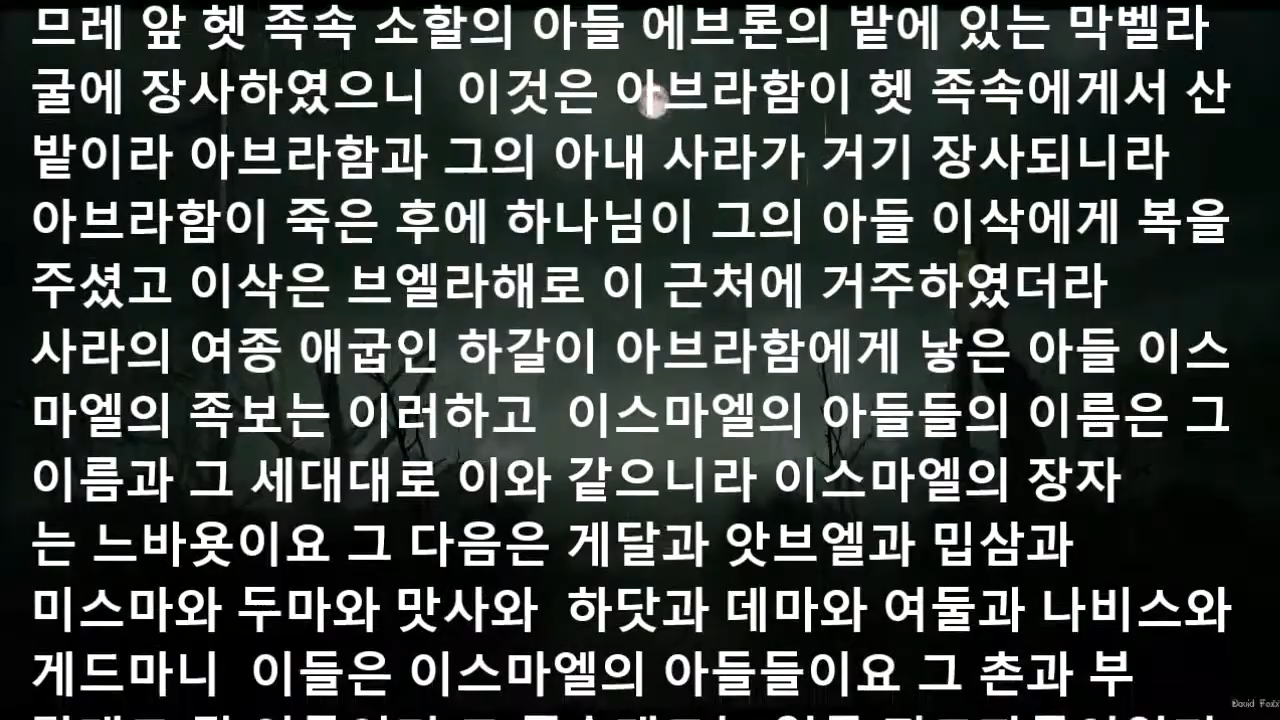 므레 앞 헷 족속 소할의 아들 에브론의 밭에 있는 막벨라
굴에 장사하였으니  이것은 아브라함이 헷 족속에게서 산
밭이라 아브라함과 그의 아내 사라가 거기 장사되니라
아브라함이 죽은 후에 하나님이 그의 아들 이삭에게 복을
주셨고 이삭은 브엘라해로 이 근처에 거주하였더라
사라의 여종 애굽인 하갈이 아브라함에게 낳은 아들 이스
마엘의 족보는 이러하고  이스마엘의 아들들의 이름은 그
이름과 그 세대대로 이와 같으니라 이스마엘의 장자
는 느바욧이요 그 다음은 게달과 앗브엘과 밉삼과
미스마와 두마와 맛사와  하닷과 데마와 여둘과 나비스와
게드마니  이들은 이스마엘의 아들들이요 그 촌과 부
David